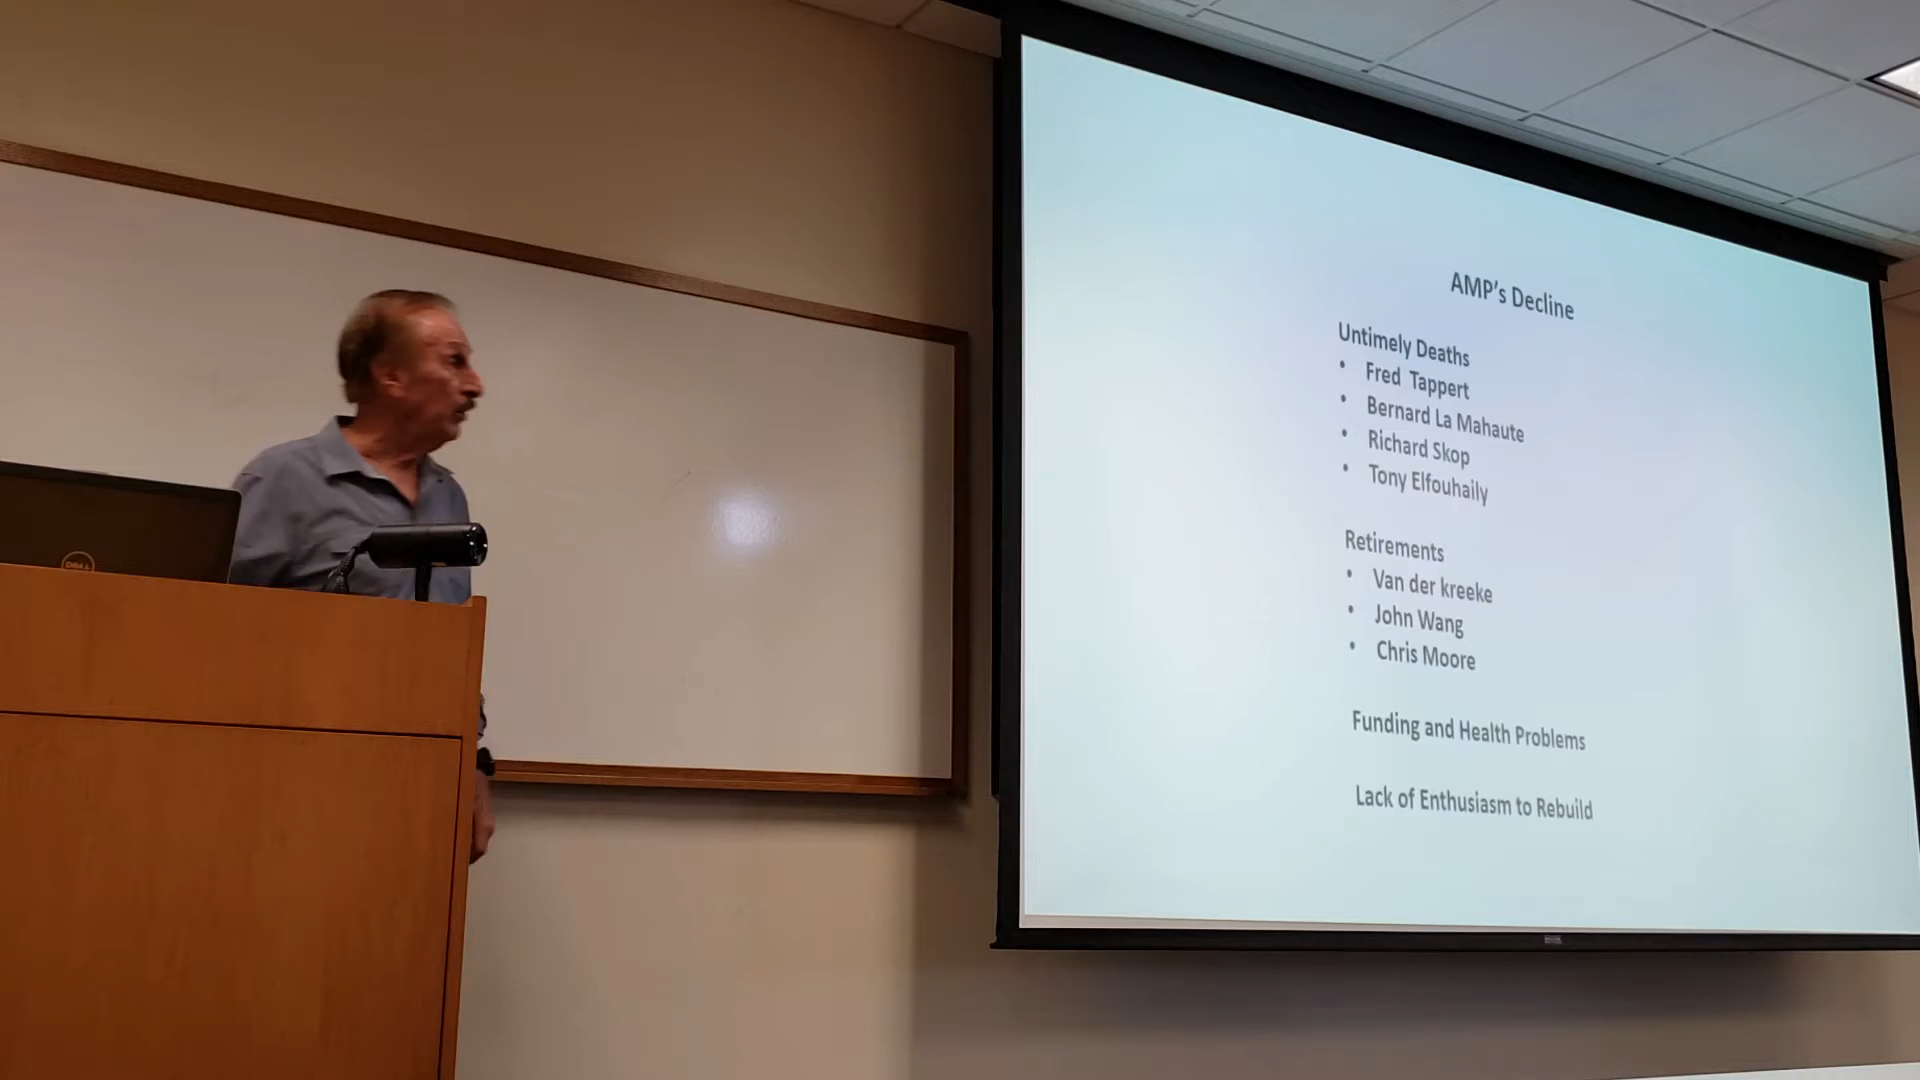 AMP's Decline
Untimely Deaths
• Fred Tappert
• Bernard La Mahaute
• Richard Skop
• Tony Elfouhaily
Retirements
• Van der kreeke
• John Wang
• Chris Moore
Funding and Health Problems
Lack of Enthusiasm to Rebuild
DELL